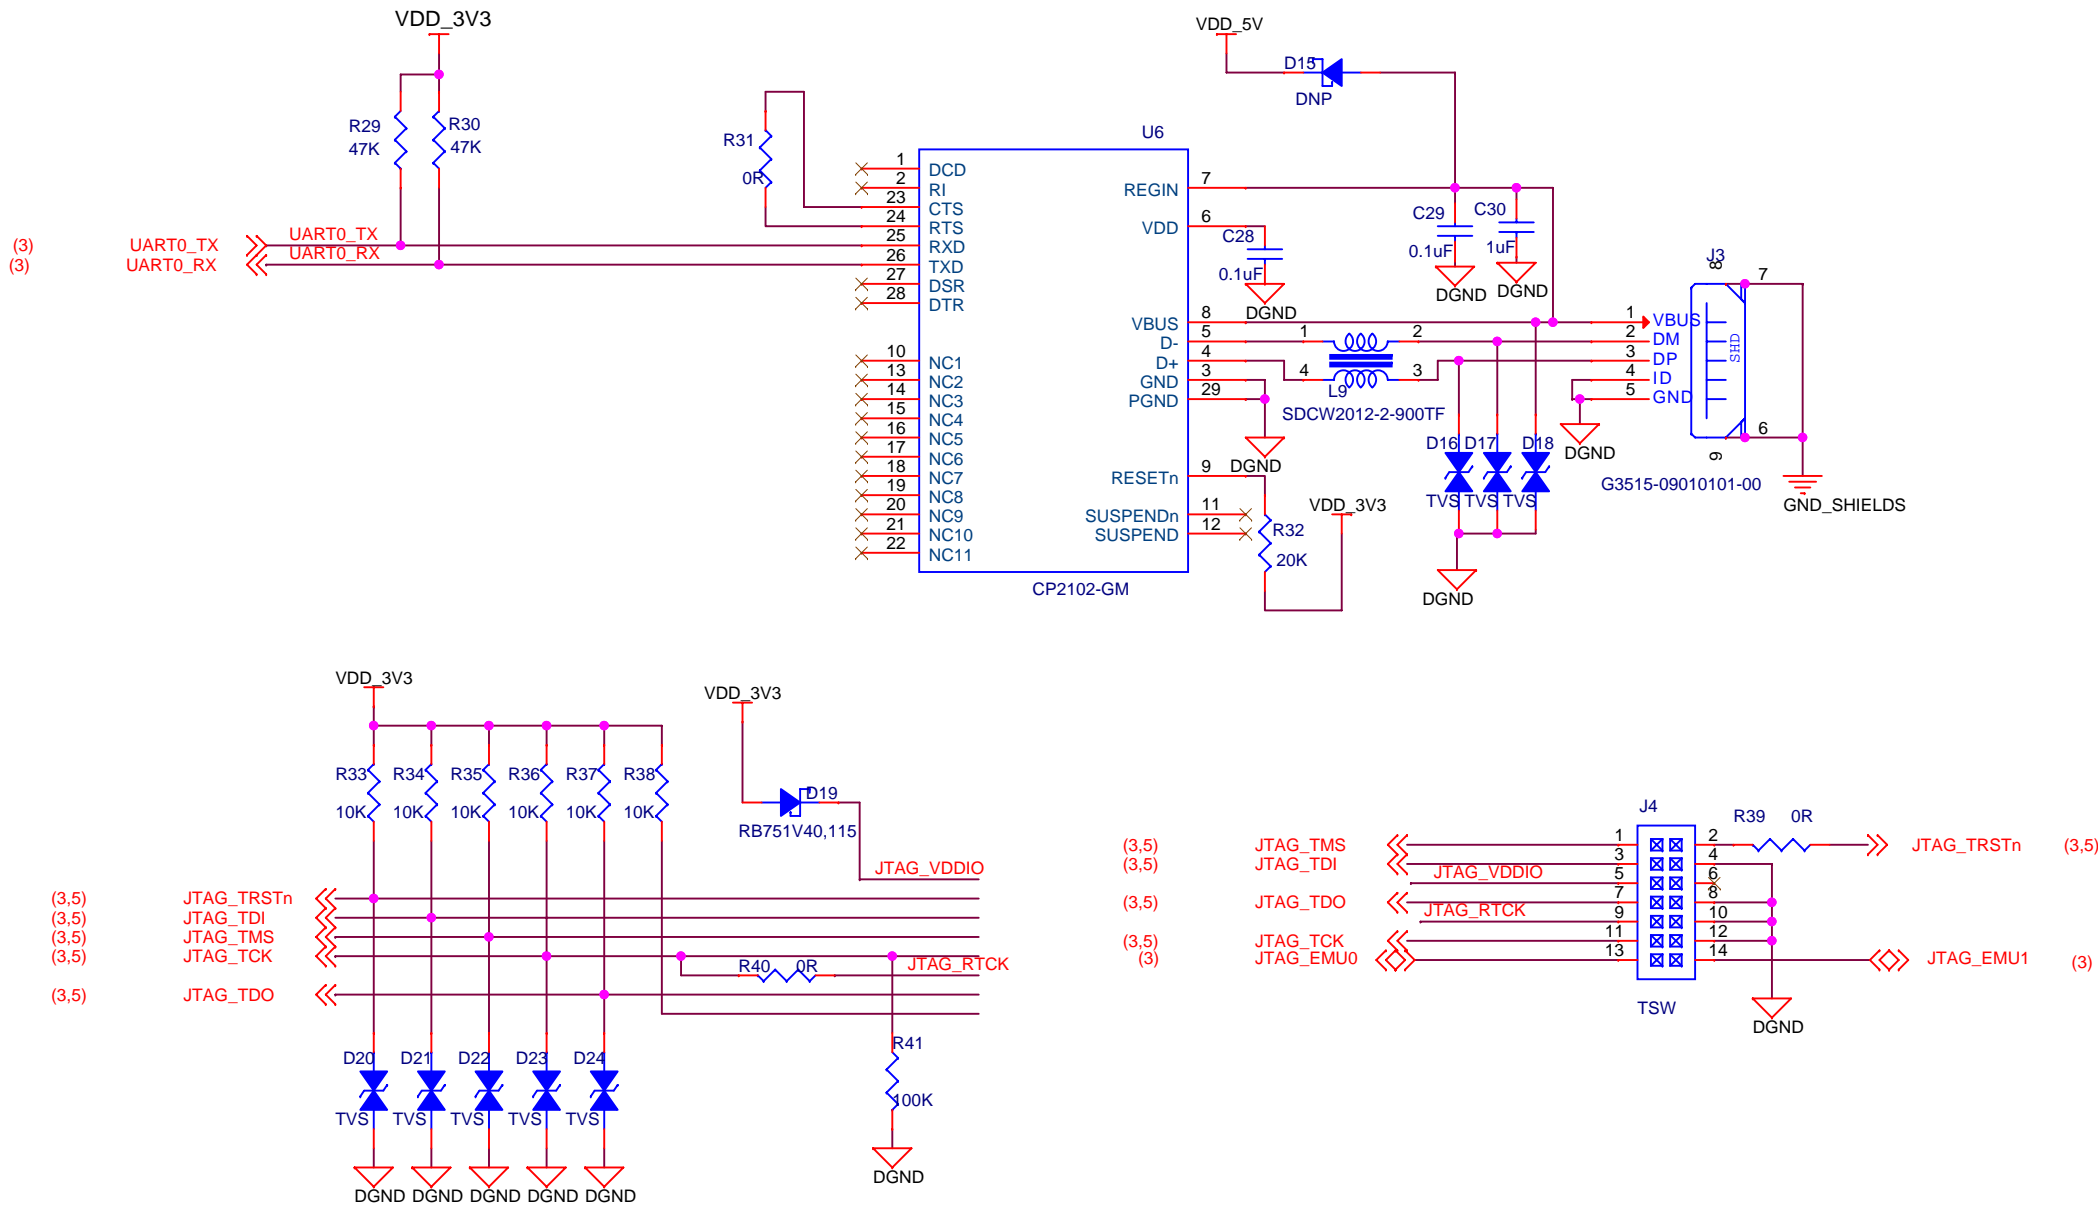 VDD_3V3
VDD_5V
D15
DNP
R29
47K
R30
47K
R31
0R
U6
1 DCD
2 RI
23 CTS
24 RTS
25 RXD
26 TXD
27 DSR
28 DTR
10 NC1
13 NC2
14 NC3
15 NC4
16 NC5
17 NC6
18 NC7
19 NC8
20 NC9
21 NC10
22 NC11
REGIN 7
VDD 6
VBUS 8
D- 5
D+ 4
GND 3
PGND 29
RESETn 9
SUSPENDn 11
SUSPEND 12
CP2102-GM
(3) UART0_TX UART0_TX
(3) UART0_RX UART0_RX
C28
0.1uF
DGND
C29
0.1uF
DGND
C30
1uF
DGND
1 2
4 3
L9
SDCW2012-2-900TF
DGND
R32
20K
VDD_3V3
D16 D17 D18
TVS TVS TVS
DGND
J3
8 7
1 VBUS
2 DM
3 DP
4 ID
5 GND
SHD
6
9
DGND
G3515-09010101-00
GND_SHIELDS
VDD_3V3
VDD_3V3
R33 R34 R35 R36 R37 R38
10K 10K 10K 10K 10K 10K
D19
RB751V40,115
JTAG_VDDIO
(3,5) JTAG_TRSTn
(3,5) JTAG_TDI
(3,5) JTAG_TMS
(3,5) JTAG_TCK
R40 0R JTAG_RTCK
(3,5) JTAG_TDO
D20 D21 D22 D23 D24
TVS TVS TVS TVS TVS
DGND DGND DGND DGND DGND
R41
100K
DGND
J4
R39 0R
(3,5) JTAG_TMS 1 2 JTAG_TRSTn (3,5)
(3,5) JTAG_TDI 3 4
JTAG_VDDIO 5 6
(3,5) JTAG_TDO 7 8
JTAG_RTCK 9 10
(3,5) JTAG_TCK 11 12
(3) JTAG_EMU0 13 14 JTAG_EMU1 (3)
TSW
DGND